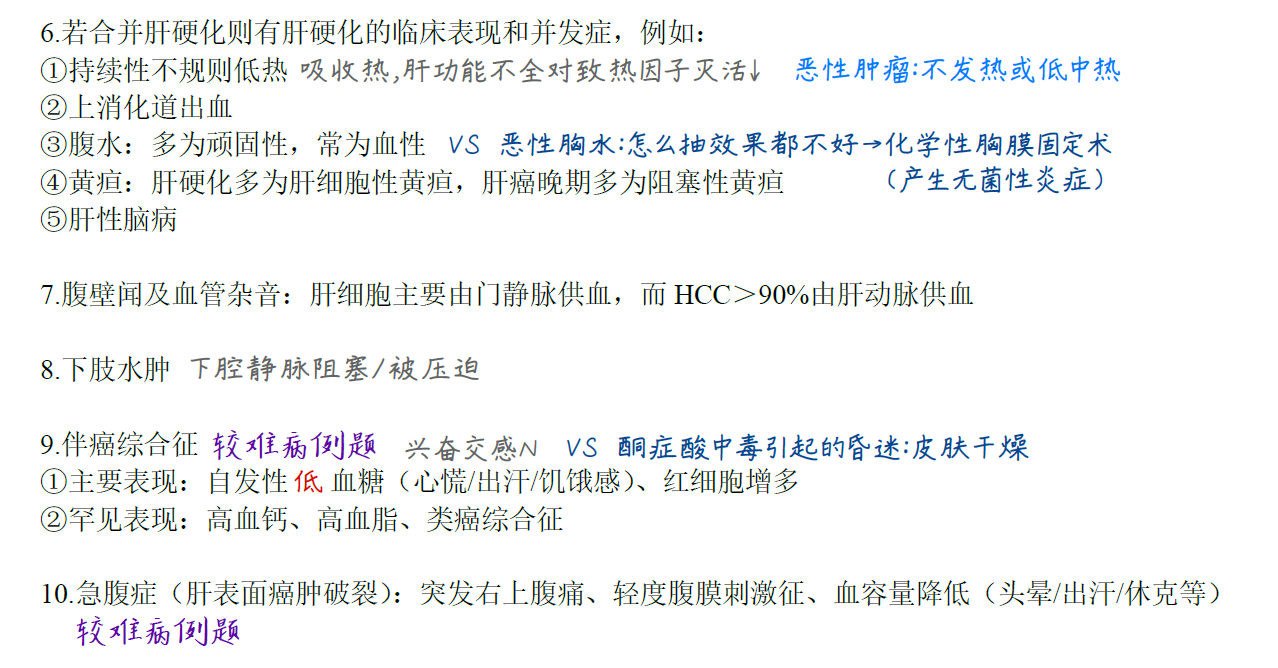 6.若合并肝硬化则有肝硬化的临床表现和并发症，例如：
①持续性不规则低热 吸收热,肝功能不全对致热因子灭活↓ 恶性肿瘤:不发热或低中热
②上消化道出血
③腹水：多为顽固性，常为血性 VS 恶性胸水:怎么抽效果都不好→化学性胸膜固定术
④黄疸：肝硬化多为肝细胞性黄疸，肝癌晚期多为阻塞性黄疸 （产生无菌性炎症）
⑤肝性脑病
7.腹壁闻及血管杂音：肝细胞主要由门静脉供血，而 HCC＞90%由肝动脉供血
8.下肢水肿 下腔静脉阻塞/被压迫
9.伴癌综合征 较难病例题 兴奋交感N VS 酮症酸中毒引起的昏迷:皮肤干燥
①主要表现：自发性 低 血糖（心慌/出汗/饥饿感）、红细胞增多
②罕见表现：高血钙、高血脂、类癌综合征
10.急腹症（肝表面癌肿破裂）：突发右上腹痛、轻度腹膜刺激征、血容量降低（头晕/出汗/休克等）
较难病例题